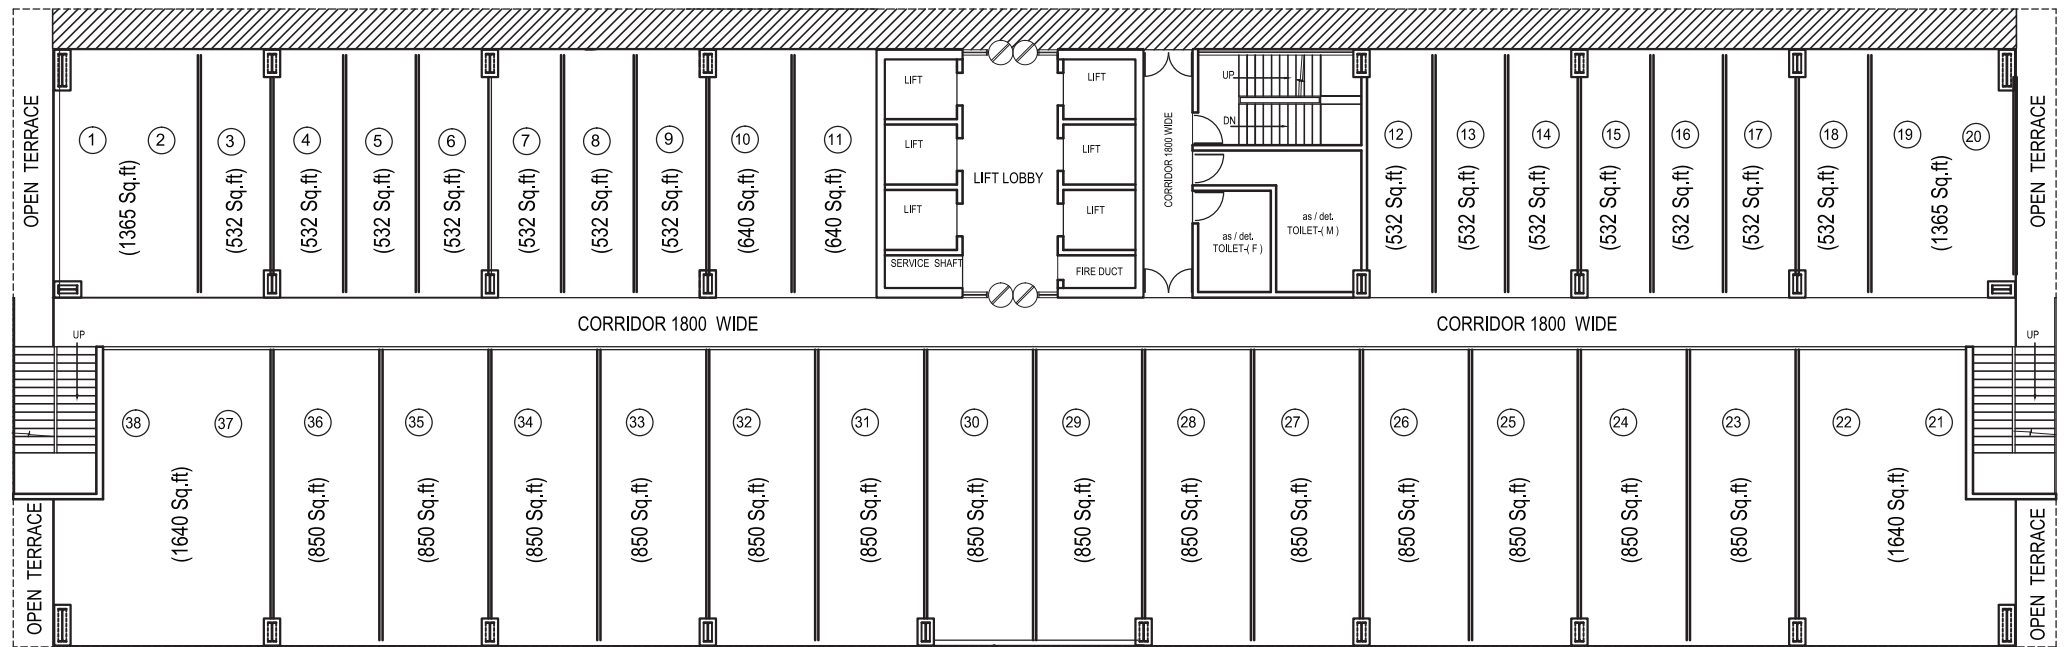 OPEN TERRACE
1
2
(1365 Sq.ft)
3
(532 Sq.ft)
4
(532 Sq.ft)
5
(532 Sq.ft)
6
(532 Sq.ft)
7
(532 Sq.ft)
8
(532 Sq.ft)
9
(532 Sq.ft)
10
(640 Sq.ft)
11
(640 Sq.ft)
LIFT
LIFT
LIFT
SERVICE SHAFT
LIFT LOBBY
LIFT
LIFT
LIFT
FIRE DUCT
CORRIDOR 1800 WIDE
UP
DN
as / det.
TOILET-( F )
as / det.
TOILET-( M )
12
(532 Sq.ft)
13
(532 Sq.ft)
14
(532 Sq.ft)
15
(532 Sq.ft)
16
(532 Sq.ft)
17
(532 Sq.ft)
18
(532 Sq.ft)
19
20
(1365 Sq.ft)
OPEN TERRACE
CORRIDOR 1800 WIDE
CORRIDOR 1800 WIDE
UP
UP
38
37
(1640 Sq.ft)
36
(850 Sq.ft)
35
(850 Sq.ft)
34
(850 Sq.ft)
33
(850 Sq.ft)
32
(850 Sq.ft)
31
(850 Sq.ft)
30
(850 Sq.ft)
29
(850 Sq.ft)
28
(850 Sq.ft)
27
(850 Sq.ft)
26
(850 Sq.ft)
25
(850 Sq.ft)
24
(850 Sq.ft)
23
(850 Sq.ft)
22
21
(1640 Sq.ft)
OPEN TERRACE
OPEN TERRACE